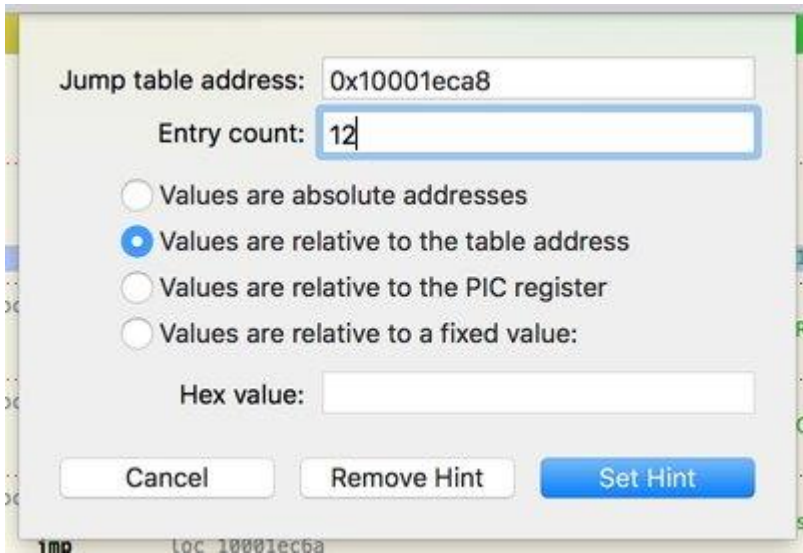 Jump table address: 0x10001eca8
Entry count: 12
Values are absolute addresses
Values are relative to the table address
Values are relative to the PIC register
Values are relative to a fixed value:
Hex value:
Cancel Remove Hint Set Hint
jmp loc_10001ec6a